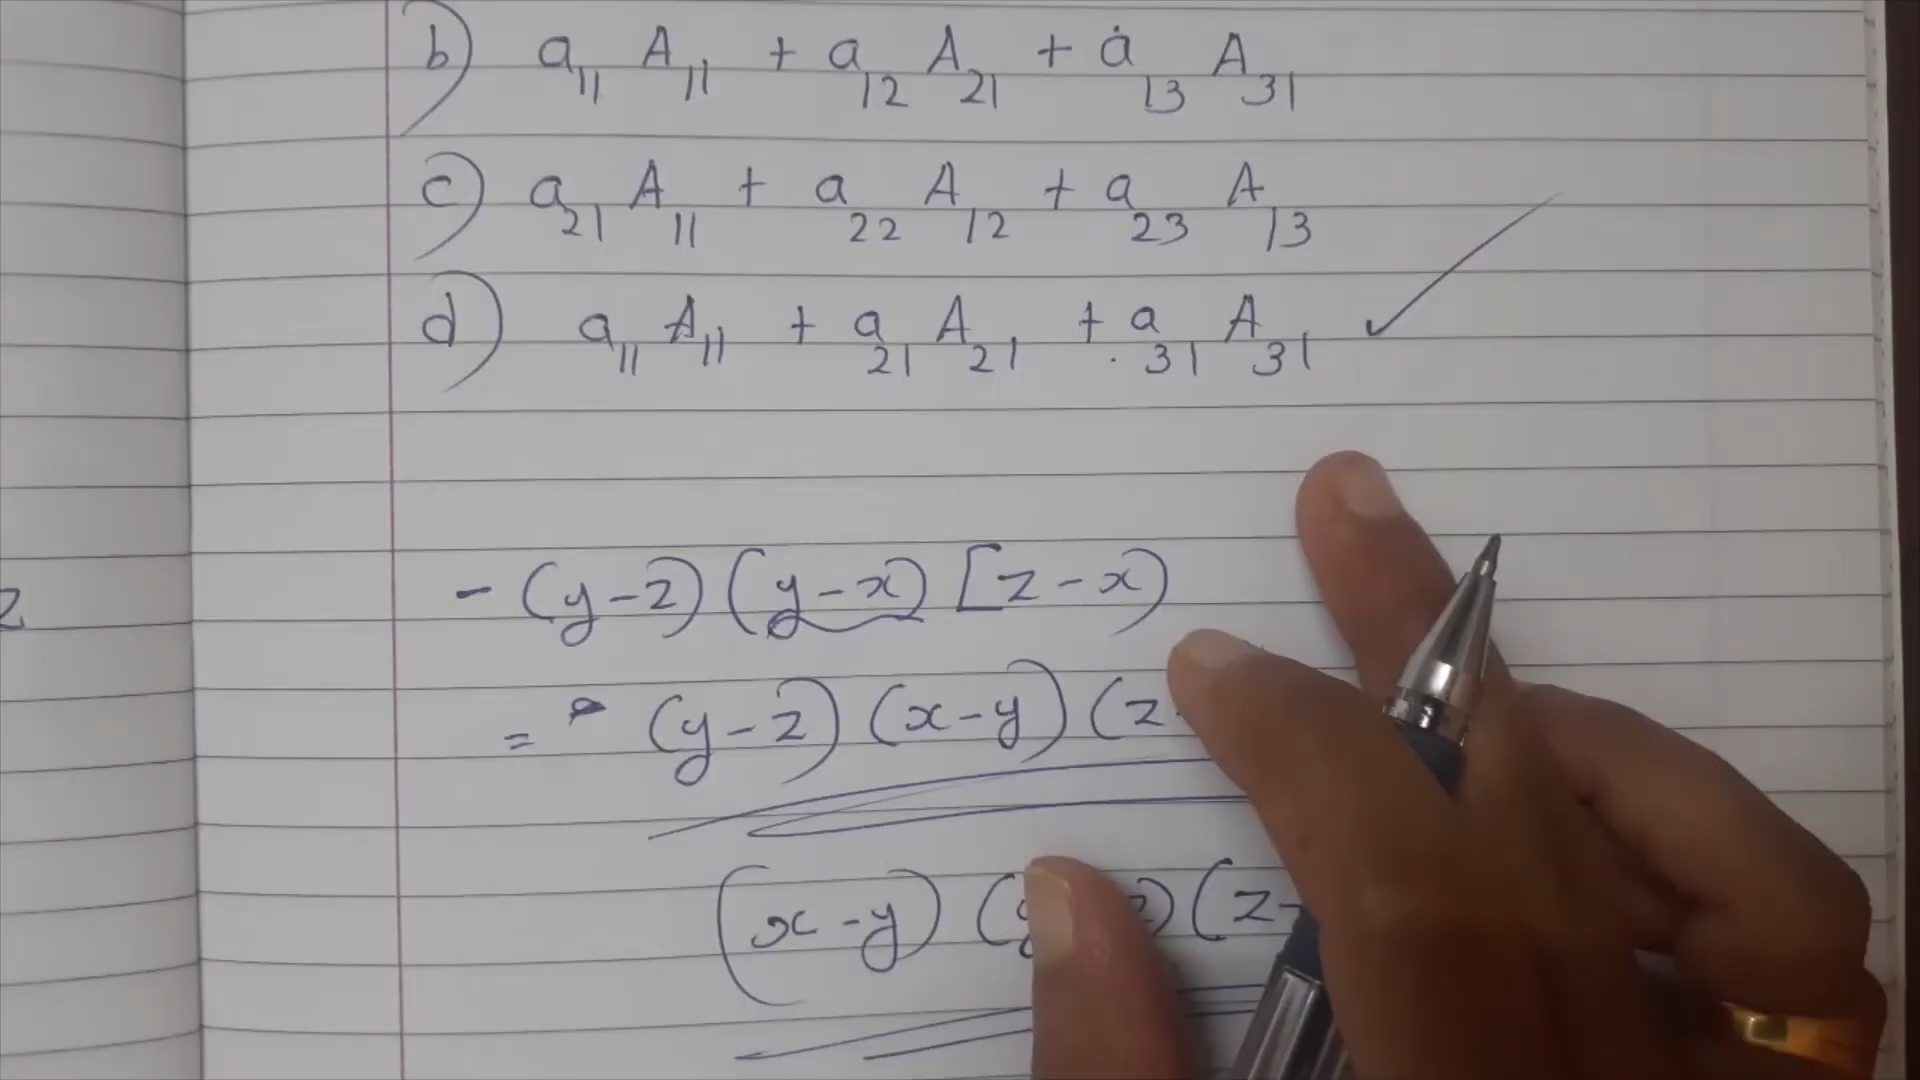 b) a₁₁ A₁₁ + a₁₂ A₂₁ + a₁₃ A₃₁
c) a₂₁ A₁₁ + a₂₂ A₁₂ + a₂₃ A₁₃
d) a₁₁ A₁₁ + a₂₁ A₂₁ + a₃₁ A₃₁ ✓
- (y-z) (y-x) [z-x)
z
= (y-z) (x-y) (z
(x-y) ( z) (z-